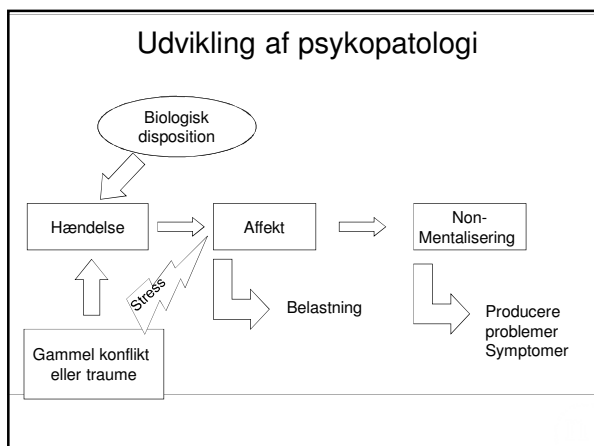 Udvikling af psykopatologi
Biologisk
disposition
Hændelse
Affekt
Non-
Mentalisering
Stress
Belastning
Producere
problemer
Symptomer
Gammel konflikt
eller traume